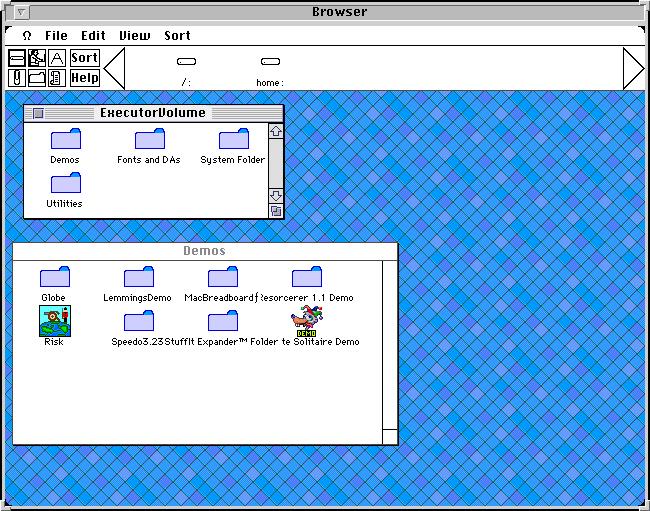 Browser
Ω File Edit View Sort
A Sort
Help
/: home:
ExecutorVolume
Demos Fonts and DAs System Folder
Utilities
Demos
Globe LemmingsDemo MacBreadboard ƒ Resorcerer 1.1 Demo
DEMO
Risk Speedo3.23 StuffIt Expander™ Folder te Solitaire Demo